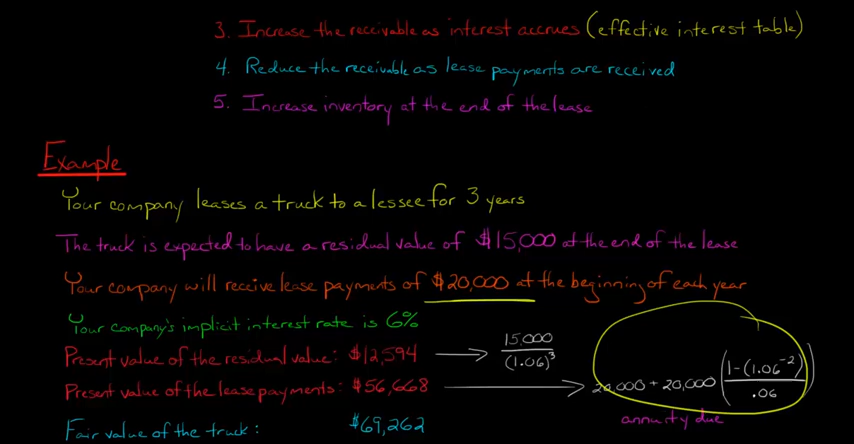 3. Increase the receivable as interest accrues (effective interest table)
4. Reduce the receivable as lease payments are received
5. Increase inventory at the end of the lease
Example
Your company leases a truck to a lessee for 3 years
The truck is expected to have a residual value of $15,000 at the end of the lease
Your company will receive lease payments of $20,000 at the beginning of each year
Your company's implicit interest rate is 6%
Present value of the residual value: $12,594 → 15,000 / (1.06)^3
Present value of the lease payments: $56,668 → 20,000 + 20,000 (1-(1.06^-2) / .06)
annuity due
Fair value of the truck: $69,262